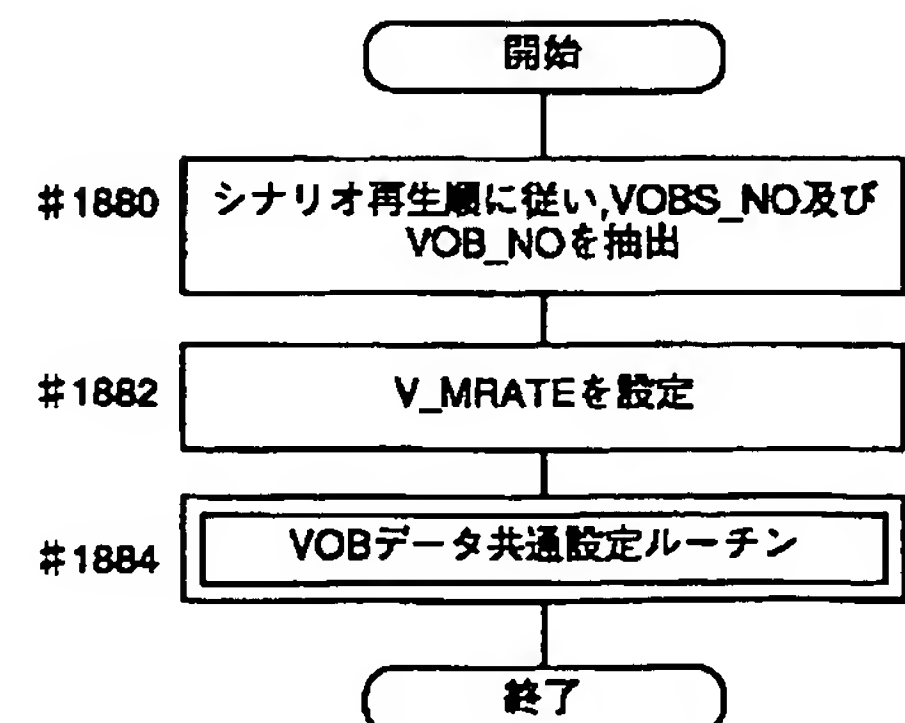 開始
#1880
シナリオ再生順に従い,VOBS_NO及び
VOB_NOを抽出
#1882
V_MRATEを設定
#1884
VOBデータ共通設定ルーチン
終了